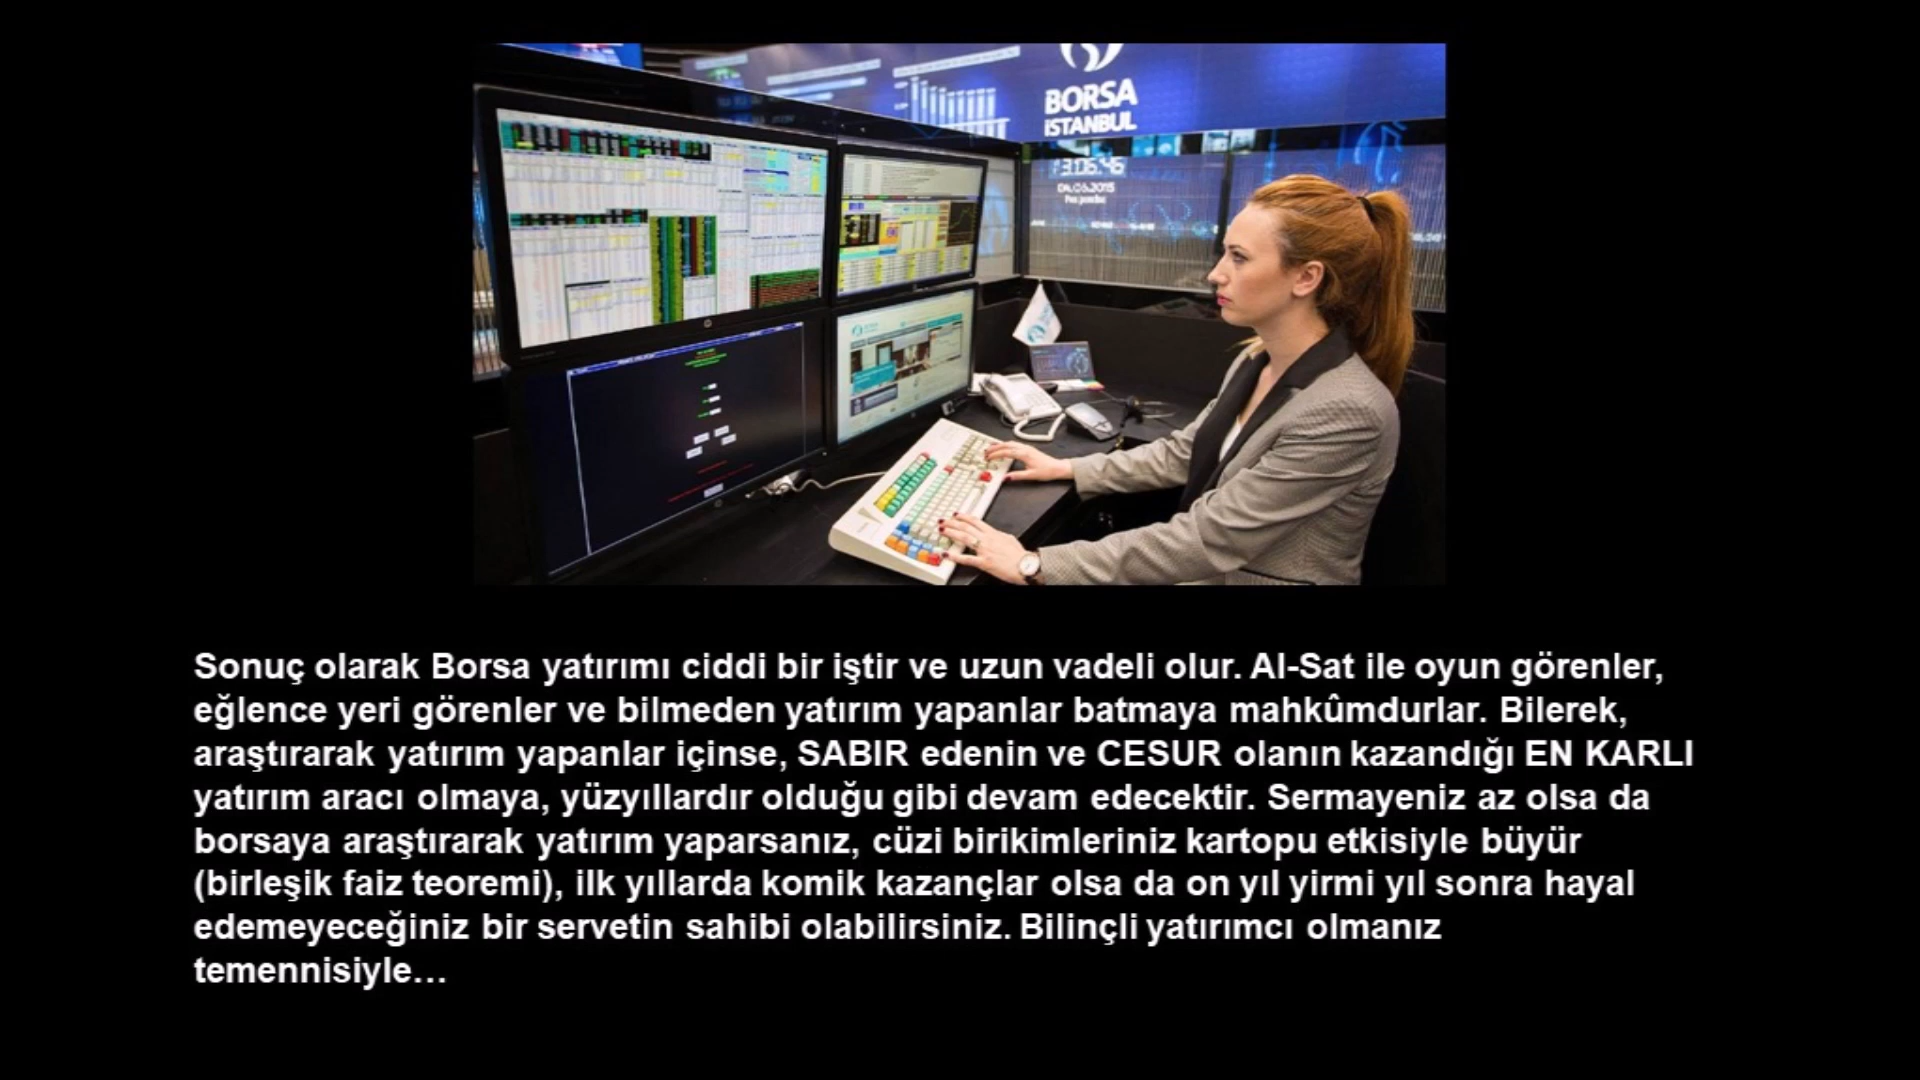 BORSA
İSTANBUL
Sonuç olarak Borsa yatırımı ciddi bir iştir ve uzun vadeli olur. Al-Sat ile oyun görenler,
eğlence yeri görenler ve bilmeden yatırım yapanlar batmaya mahkûmdurlar. Bilerek,
araştırarak yatırım yapanlar içinse, SABIR edenin ve CESUR olanın kazandığı EN KARLI
yatırım aracı olmaya, yüzyıllardır olduğu gibi devam edecektir. Sermayeniz az olsa da
borsaya araştırarak yatırım yaparsanız, cüzi birikimleriniz kartopu etkisiyle büyür
(birleşik faiz teoremi), ilk yıllarda komik kazançlar olsa da on yıl yirmi yıl sonra hayal
edemeyeceğiniz bir servetin sahibi olabilirsiniz. Bilinçli yatırımcı olmanız
temennisiyle…